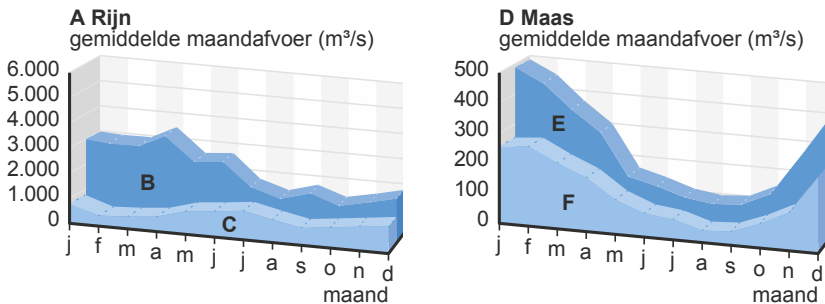 A Rijn
gemiddelde maandafvoer (m³/s)
6.000
5.000
4.000
3.000
2.000
1.000
0
B
C
j f m a m j j a s o n d
maand
D Maas
gemiddelde maandafvoer (m³/s)
500
400
300
200
100
0
E
F
j f m a m j j a s o n d
maand